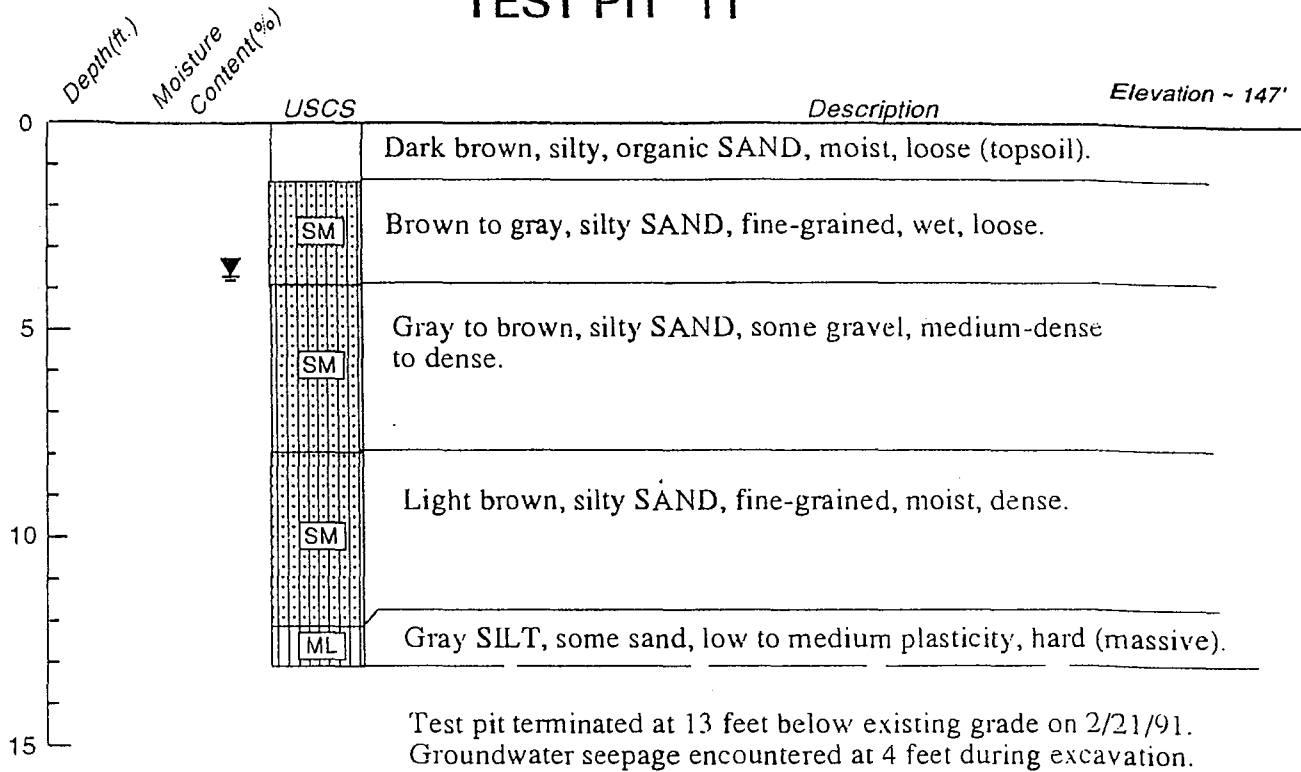 TEST PIT 11
Depth(ft.)
Moisture
Content(%)
USCS
Description
Elevation ~ 147'
0
Dark brown, silty, organic SAND, moist, loose (topsoil).
SM
Brown to gray, silty SAND, fine-grained, wet, loose.
5
Gray to brown, silty SAND, some gravel, medium-dense
to dense.
SM
Light brown, silty SAND, fine-grained, moist, dense.
10
SM
ML
Gray SILT, some sand, low to medium plasticity, hard (massive).
Test pit terminated at 13 feet below existing grade on 2/21/91.
15
Groundwater seepage encountered at 4 feet during excavation.